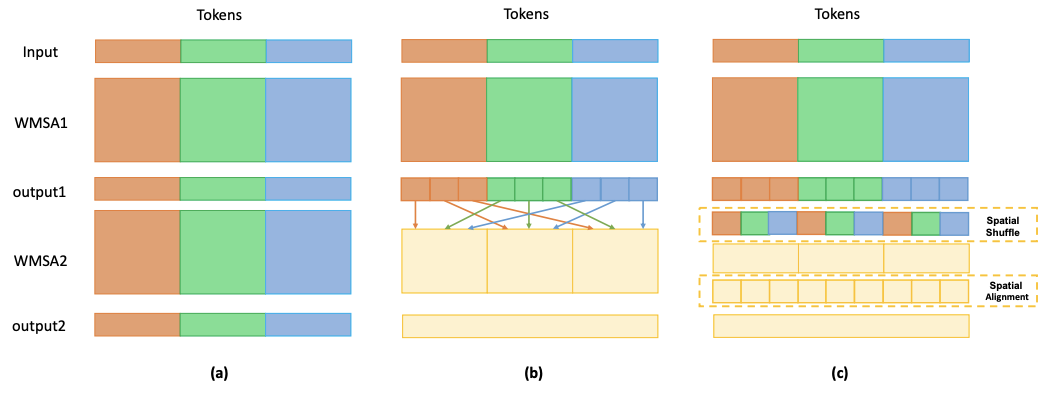 Tokens
Tokens
Tokens
Input
WMSA1
output1
Spatial
Shuffle
WMSA2
Spatial
Alignment
output2
(a)
(b)
(c)